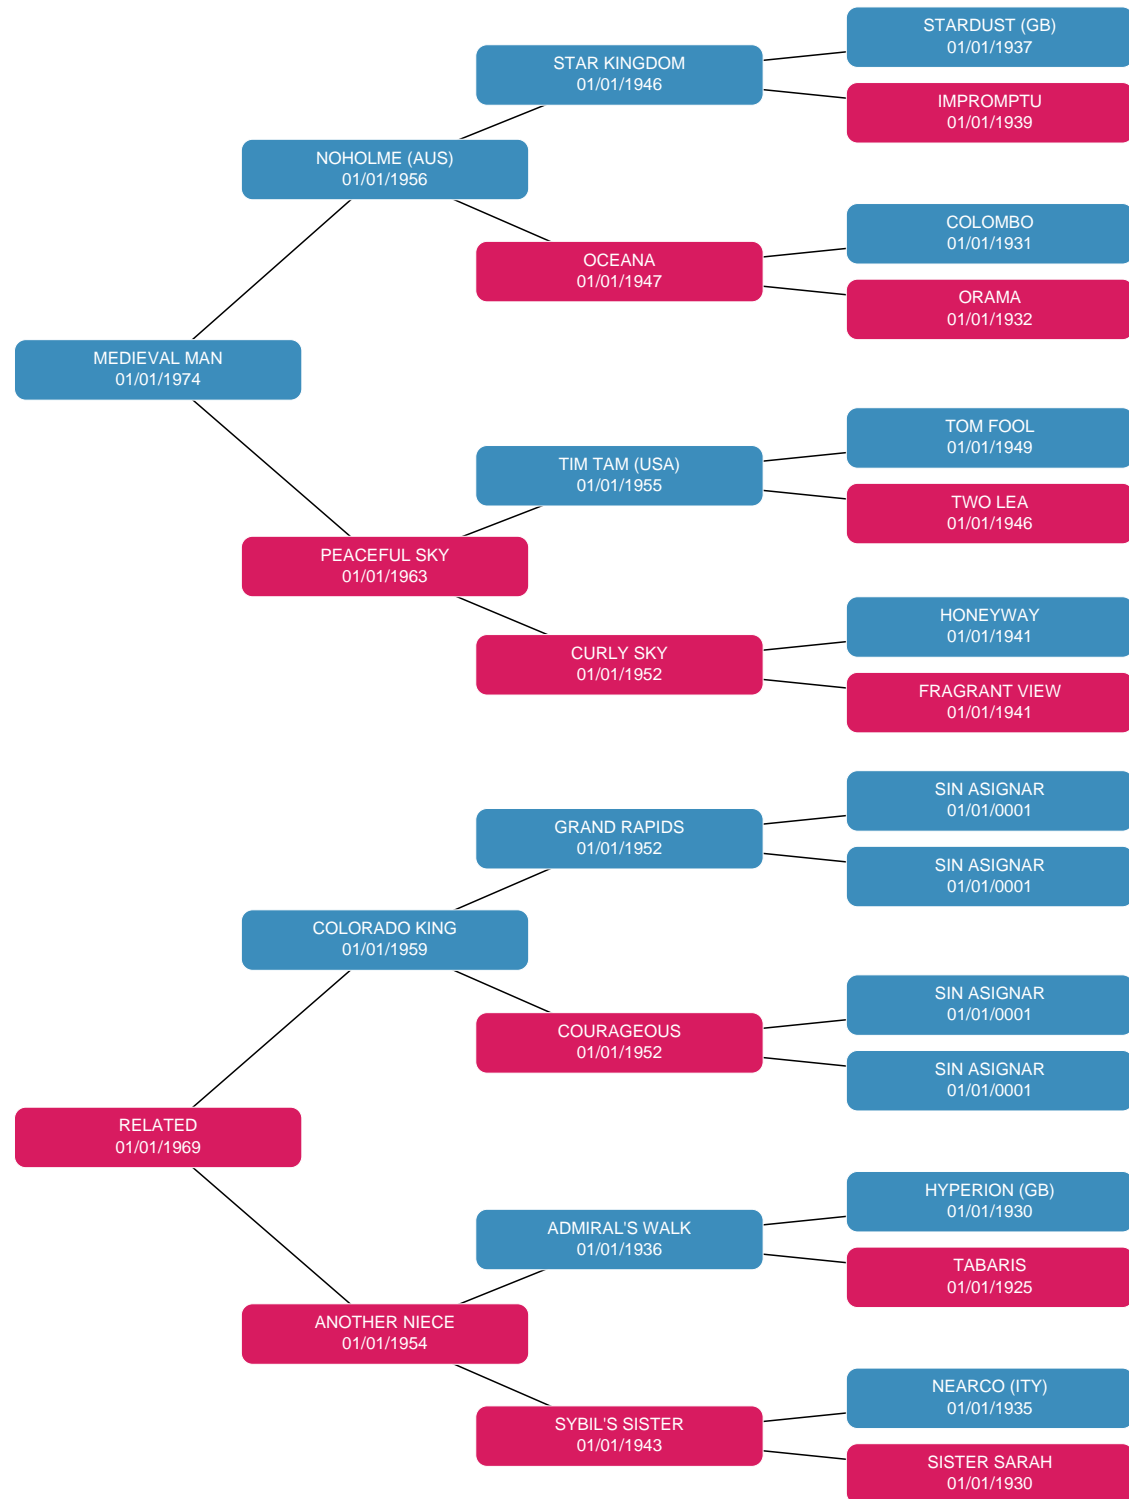 STARDUST (GB)
01/01/1937
STAR KINGDOM
01/01/1946
IMPROMPTU
01/01/1939
NOHOLME (AUS)
01/01/1956
COLOMBO
01/01/1931
OCEANA
01/01/1947
ORAMA
01/01/1932
MEDIEVAL MAN
01/01/1974
TOM FOOL
01/01/1949
TIM TAM (USA)
01/01/1955
TWO LEA
01/01/1946
PEACEFUL SKY
01/01/1963
HONEYWAY
01/01/1941
CURLY SKY
01/01/1952
FRAGRANT VIEW
01/01/1941
SIN ASIGNAR
01/01/0001
GRAND RAPIDS
01/01/1952
SIN ASIGNAR
01/01/0001
COLORADO KING
01/01/1959
SIN ASIGNAR
01/01/0001
COURAGEOUS
01/01/1952
SIN ASIGNAR
01/01/0001
RELATED
01/01/1969
HYPERION (GB)
01/01/1930
ADMIRAL'S WALK
01/01/1936
TABARIS
01/01/1925
ANOTHER NIECE
01/01/1954
NEARCO (ITY)
01/01/1935
SYBIL'S SISTER
01/01/1943
SISTER SARAH
01/01/1930